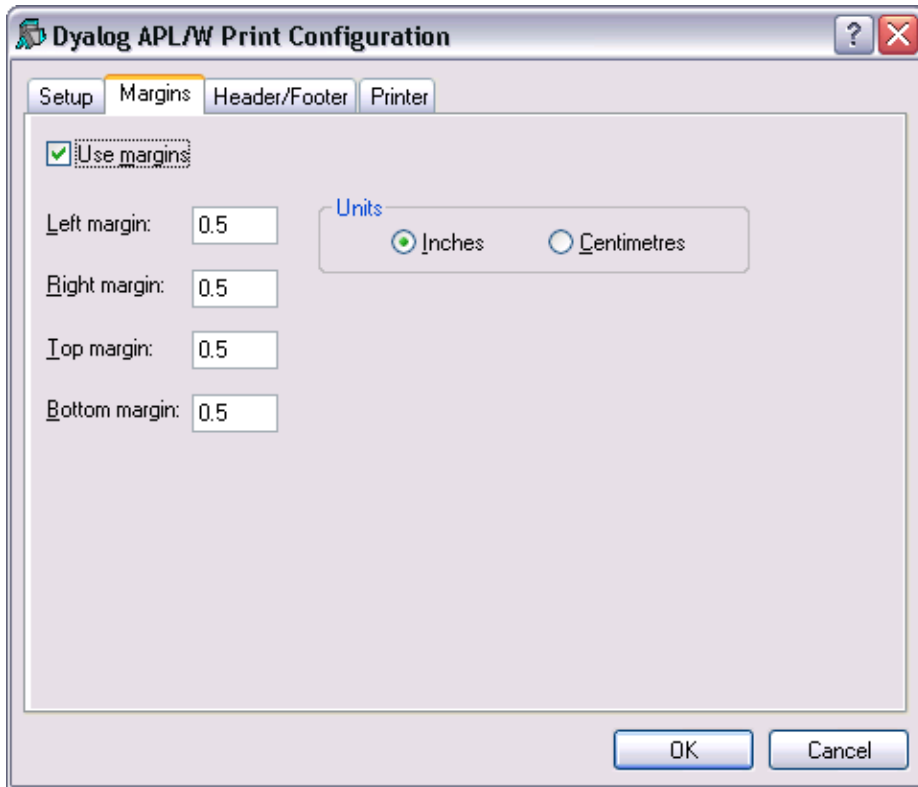 Dyalog APL/W Print Configuration
?
Setup Margins Header/Footer Printer
Use margins
Left margin: 0.5
Units
Inches Centimetres
Right margin: 0.5
Top margin: 0.5
Bottom margin: 0.5
OK Cancel